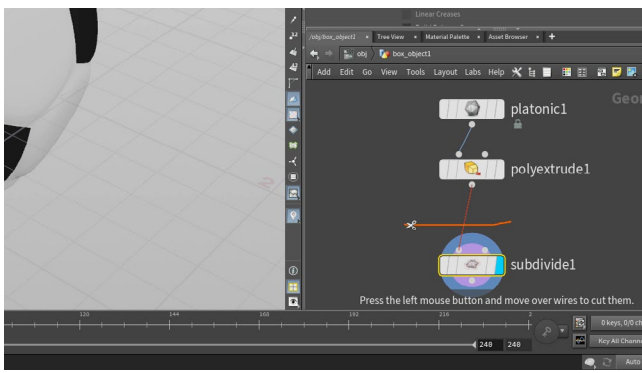 Linear Creases
/obj/box_object1 × Tree View × Material Palette × Asset Browser × +
obj box_object1
Add Edit Go View Tools Layout Labs Help
Geo
platonic1
polyextrude1
subdivide1
Press the left mouse button and move over wires to cut them.
120 144 168 192 216 2
0 keys, 0/0 ch
240 240 Key All Channe
Auto